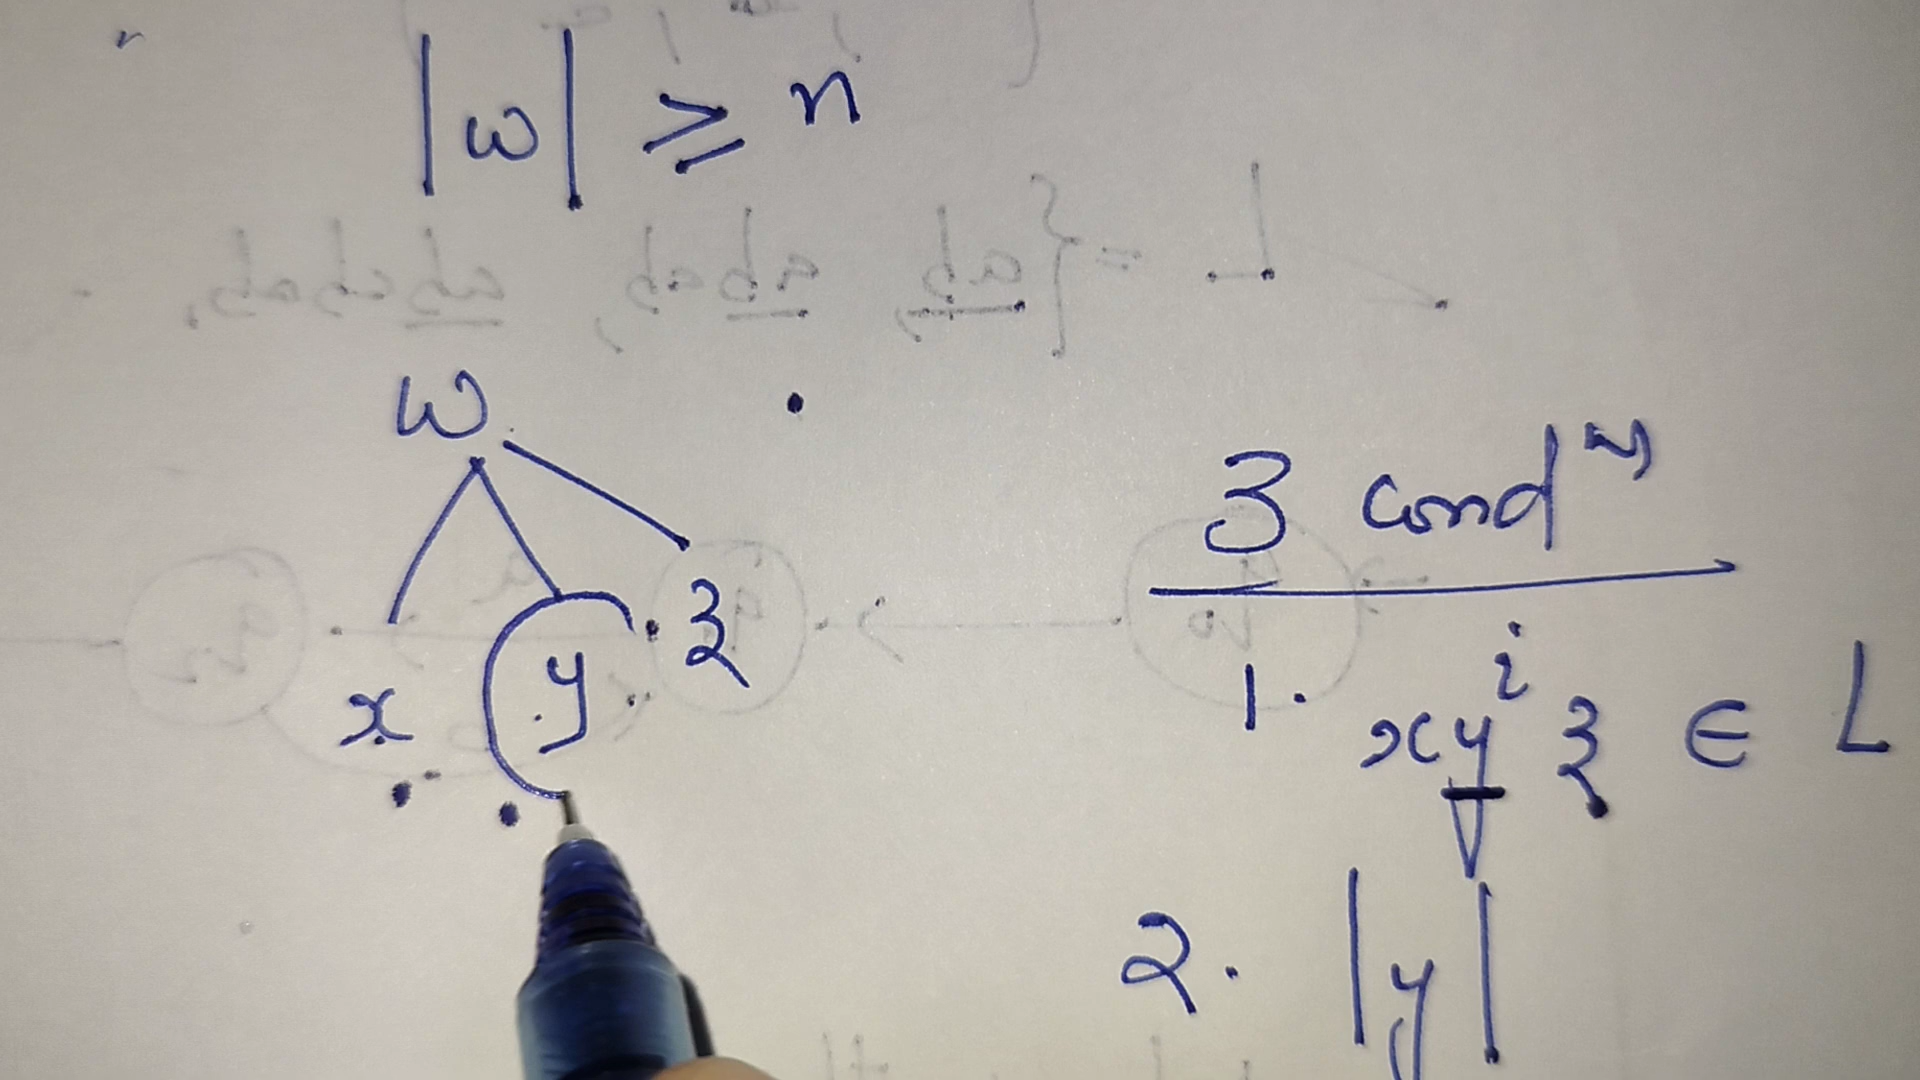 |w| ≥ n
w
3 condⁿ
x y z
1. xyⁱz ∈ L
2. |y|